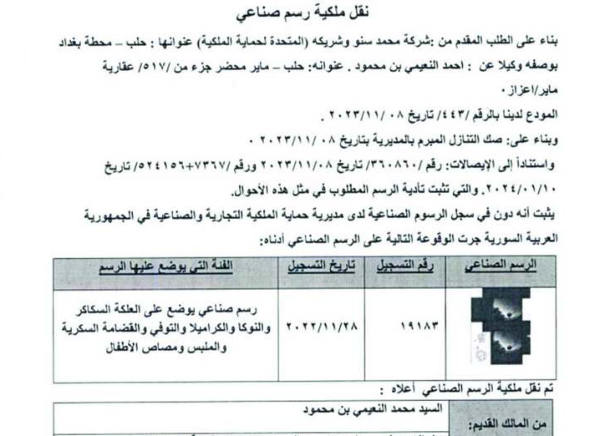 نقل ملكية رسم صناعي
بناء على الطلب المقدم من :شركة محمد سنو وشريكه (المتحدة لحماية الملكية) عنوانها : حلب – محطة بغداد
بوصفه وكيلا عن : احمد النعيمي بن محمود . عنوانه: حلب – ماير محضر جزء من /٥١٧/ عقارية
ماير/اعزاز٠
المودع لدينا بالرقم /٤٤٣/ تاريخ ٠٨ /٢٠٢٣/١١ .
وبناء على: صك التنازل المبرم بالمديرية بتاريخ ٠٨ /٢٠٢٣/١١ ٠
واستناداً إلى الإيصالات: رقم /٣٦٠٨٦٠/ تاريخ ٢٠٢٣/١١/٠٨ ورقم /٧٣٦٧+٥٢٤١٥٦/ تاريخ
٢٠٢٤/٠١/١٠. والتي تثبت تأدية الرسم المطلوب في مثل هذه الأحوال.
يثبت أنه دون في سجل الرسوم الصناعية لدى مديرية حماية الملكية التجارية والصناعية في الجمهورية
العربية السورية جرت الوقوعة التالية على الرسم الصناعي أدناه:
الرسم الصناعي رقم التسجيل تاريخ التسجيل الفئة التي يوضع عليها الرسم
١٩١٨٣ ٢٠٢٢/١١/٢٨ رسم صناعي يوضع على العلكة السكاكر
والنوكا والكراميلا والتوفي والقضامة السكرية
والملبس ومصاص الأطفال
تم نقل ملكية الرسم الصناعي أعلاه :
من المالك القديم: السيد محمد النعيمي بن محمود